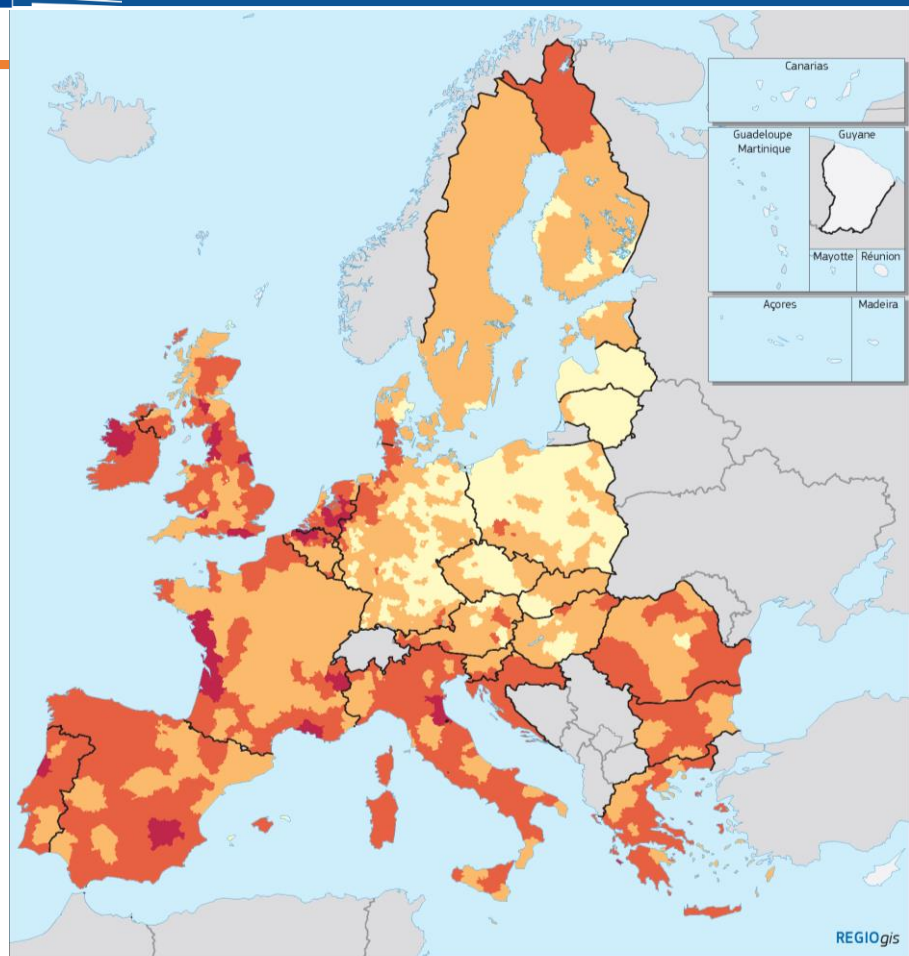 Canarias
Guadeloupe
Martinique
Guyane
Mayotte
Réunion
Açores
Madeira
REGIOgis